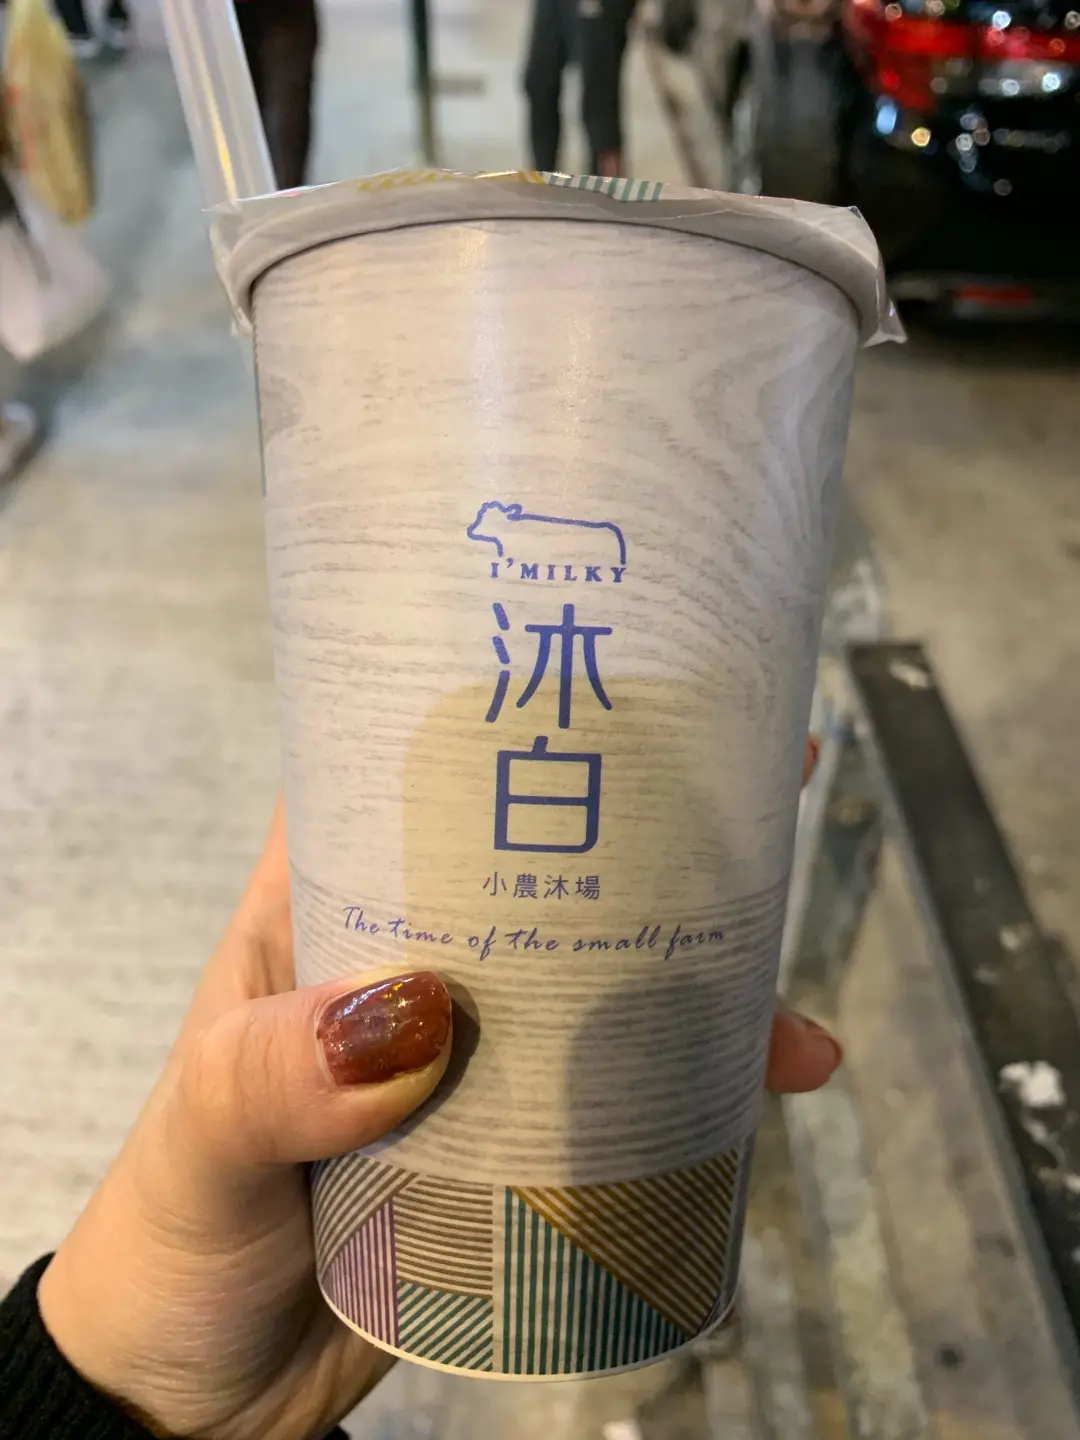 I'MILKY
沐白
小農沐場
The time of the small farm